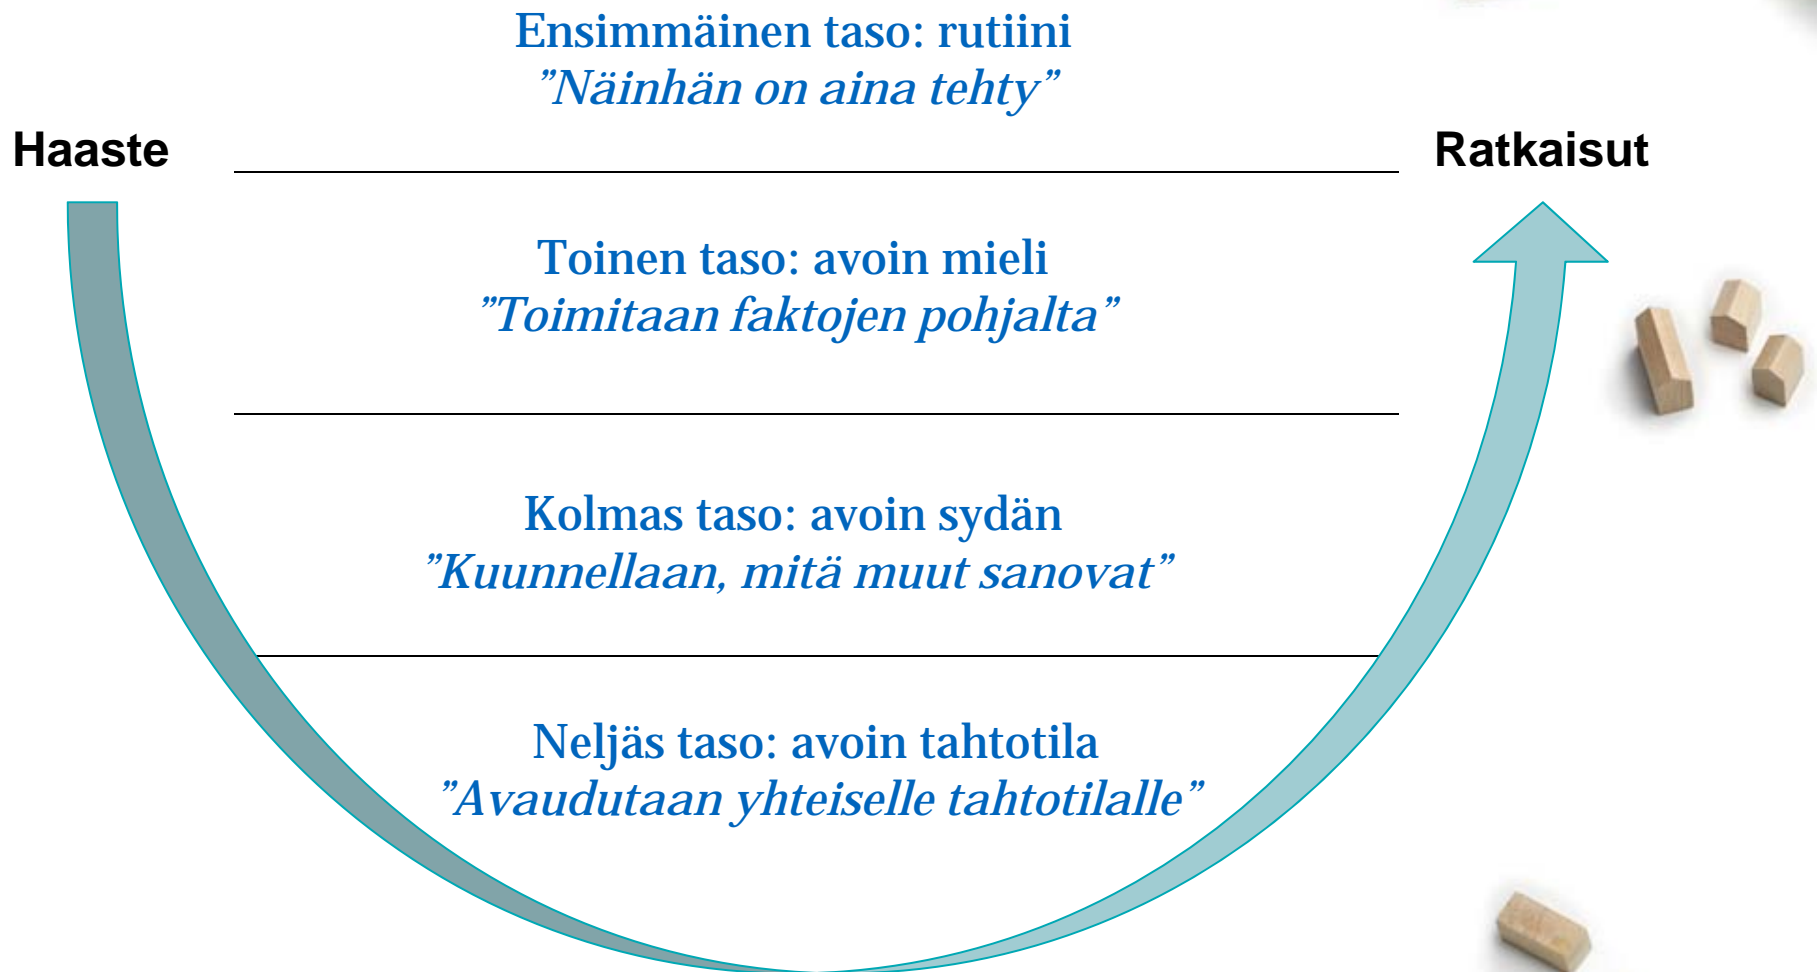 Ensimmäinen taso: rutiini
”Näinhän on aina tehty”
Haaste
Ratkaisut
Toinen taso: avoin mieli
”Toimitaan faktojen pohjalta”
Kolmas taso: avoin sydän
”Kuunnellaan, mitä muut sanovat”
Neljäs taso: avoin tahtotila
”Avaudutaan yhteiselle tahtotilalle”